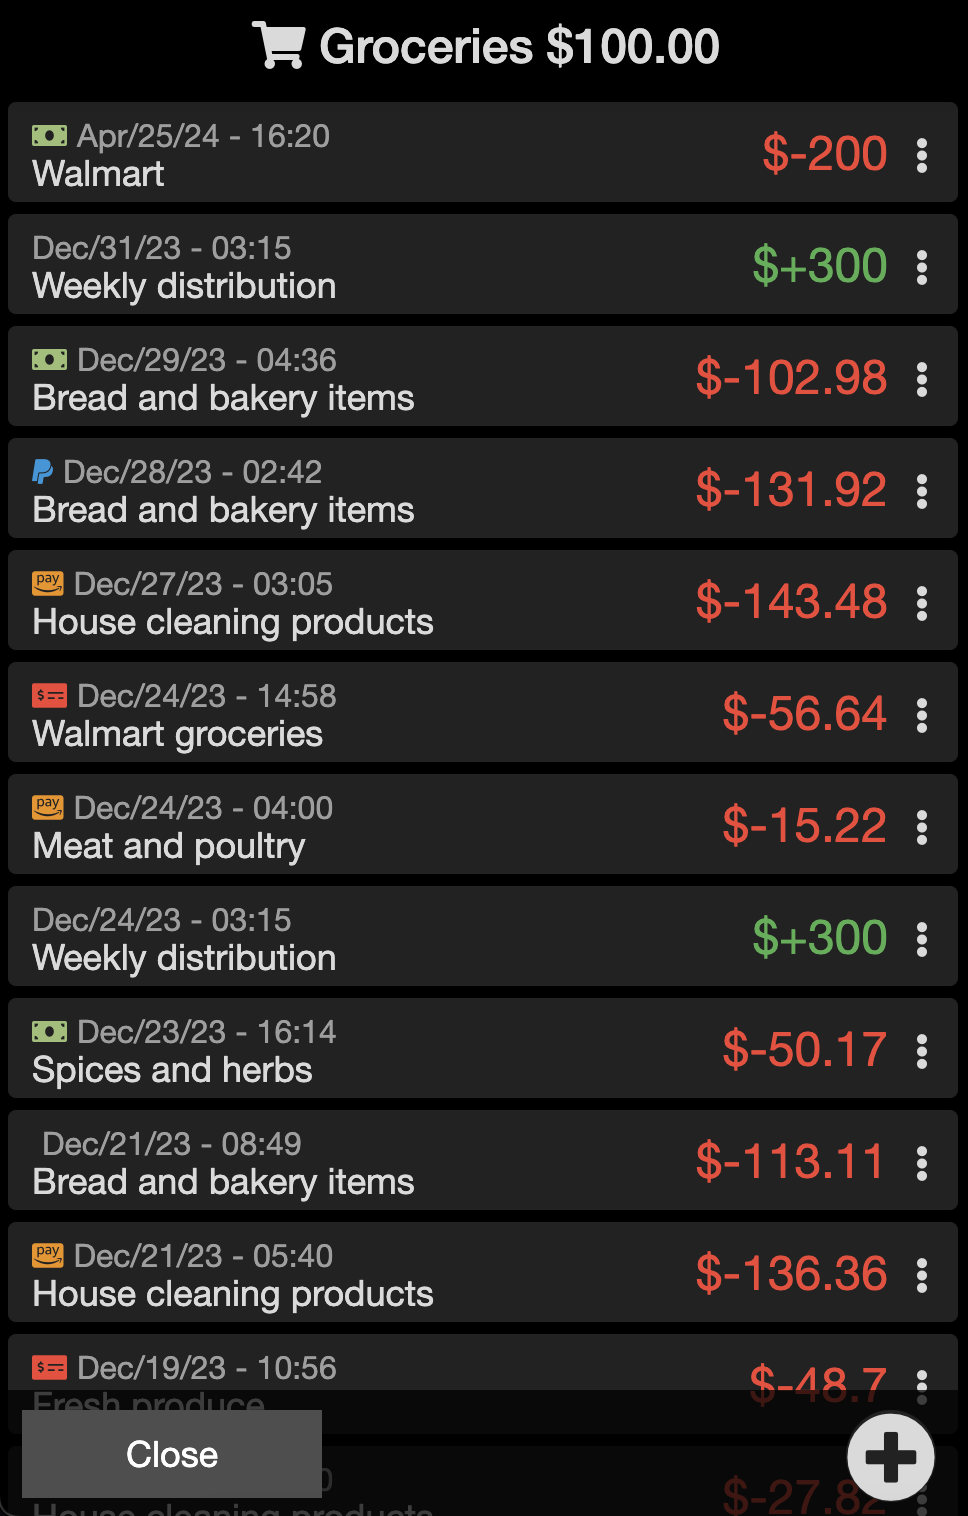 Groceries $100.00
Apr/25/24 - 16:20
Walmart
$-200
Dec/31/23 - 03:15
Weekly distribution
$+300
Dec/29/23 - 04:36
Bread and bakery items
$-102.98
Dec/28/23 - 02:42
Bread and bakery items
$-131.92
pay Dec/27/23 - 03:05
House cleaning products
$-143.48
Dec/24/23 - 14:58
Walmart groceries
$-56.64
pay Dec/24/23 - 04:00
Meat and poultry
$-15.22
Dec/24/23 - 03:15
Weekly distribution
$+300
Dec/23/23 - 16:14
Spices and herbs
$-50.17
Dec/21/23 - 08:49
Bread and bakery items
$-113.11
pay Dec/21/23 - 05:40
House cleaning products
$-136.36
Dec/19/23 - 10:56
Fresh produce
$-48.7
Close
$-27.82
House cleaning products